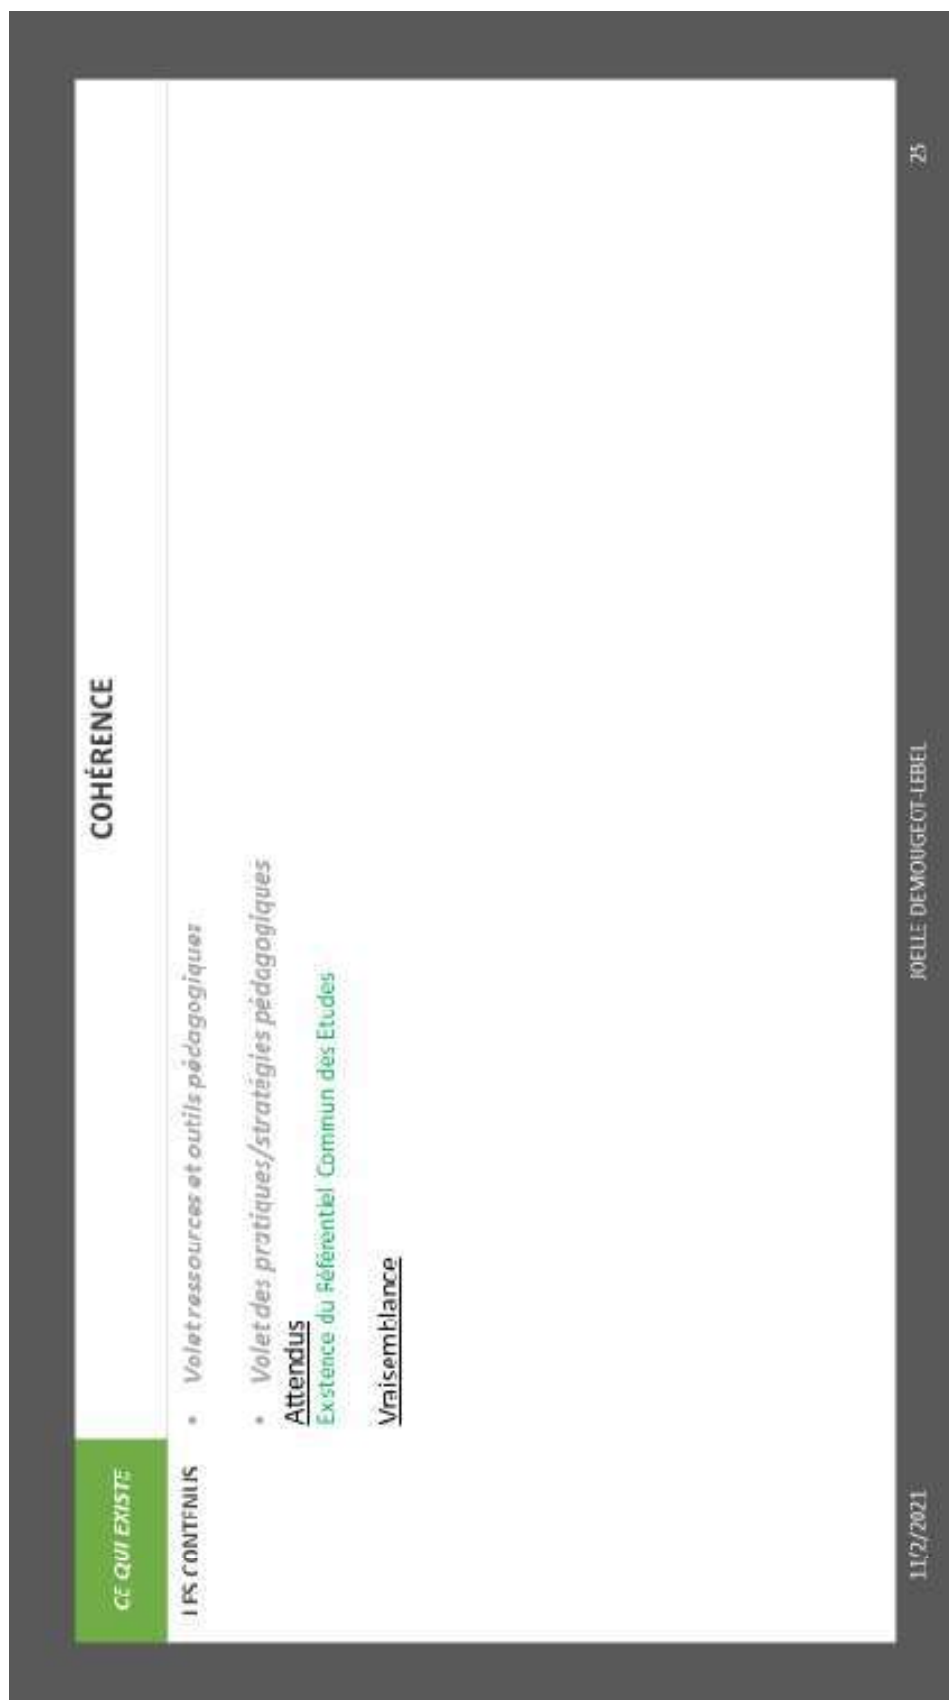 CE QUI EXISTE
COHÉRENCE
LES CONTENUS
• Volet ressources et outils pédagogiques
• Volet des pratiques/stratégies pédagogiques
Attendus
Existence du Référentiel Commun des Etudes
Vraisemblance
11/2/2021
JOELLE DEMOUGEOT-LEBEL
25